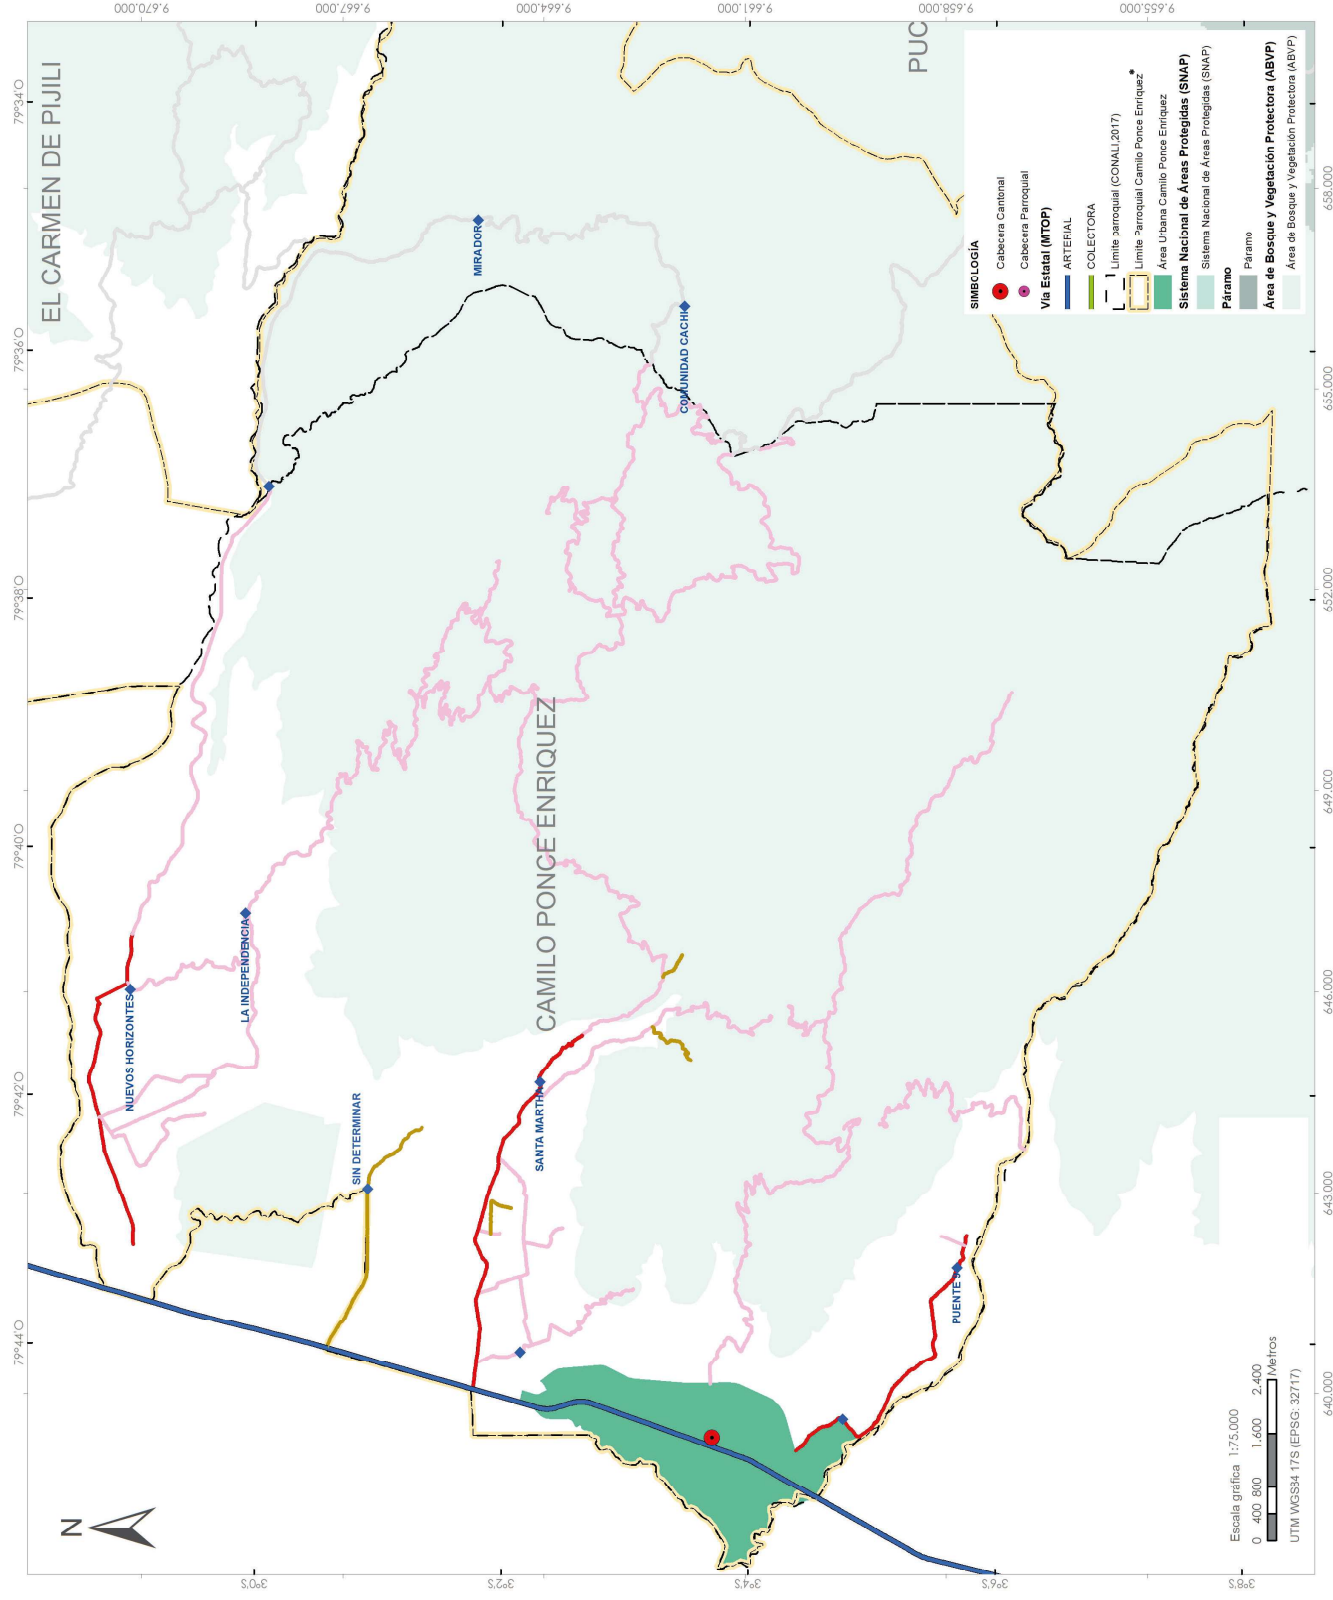 79°44'O
79°42'O
79°40'O
79°38'O
79°36'O
79°34'O
9.670.000
9.667.000
9.664.000
9.661.000
9.658.000
9.655.000
3°0'S
3°2'S
3°4'S
3°6'S
3°8'S
640.000
643.000
646.000
649.000
652.000
655.000
658.000
N
EL CARMEN DE PIJILI
CAMILO PONCE ENRIQUEZ
PUC
NUEVOS HORIZONTES
LA INDEPENDENCIA
SIN DETERMINAR
SANTA MARTHA
MIRADOR
COMUNIDAD CACHI
PUENTE 5
SIMBOLOGÍA
Cabecera Cantonal
Cabecera Parroquial
Vía Estatal (MTOP)
ARTERIAL
COLECTORA
Límite parroquial (CONALI,2017)
Límite Parroquial Camilo Ponce Enriquez*
Área Urbana Camilo Ponce Enriquez
Sistema Nacional de Áreas Protegidas (SNAP)
Sistema Nacional de Áreas Protegidas (SNAP)
Páramo
Páramo
Área de Bosque y Vegetación Protectora (ABVP)
Área de Bosque y Vegetación Protectora (ABVP)
Escala gráfica 1:75.000
0 400 800 1.600 2.400
Metros
UTM WGS84 17S (EPSG: 32717)